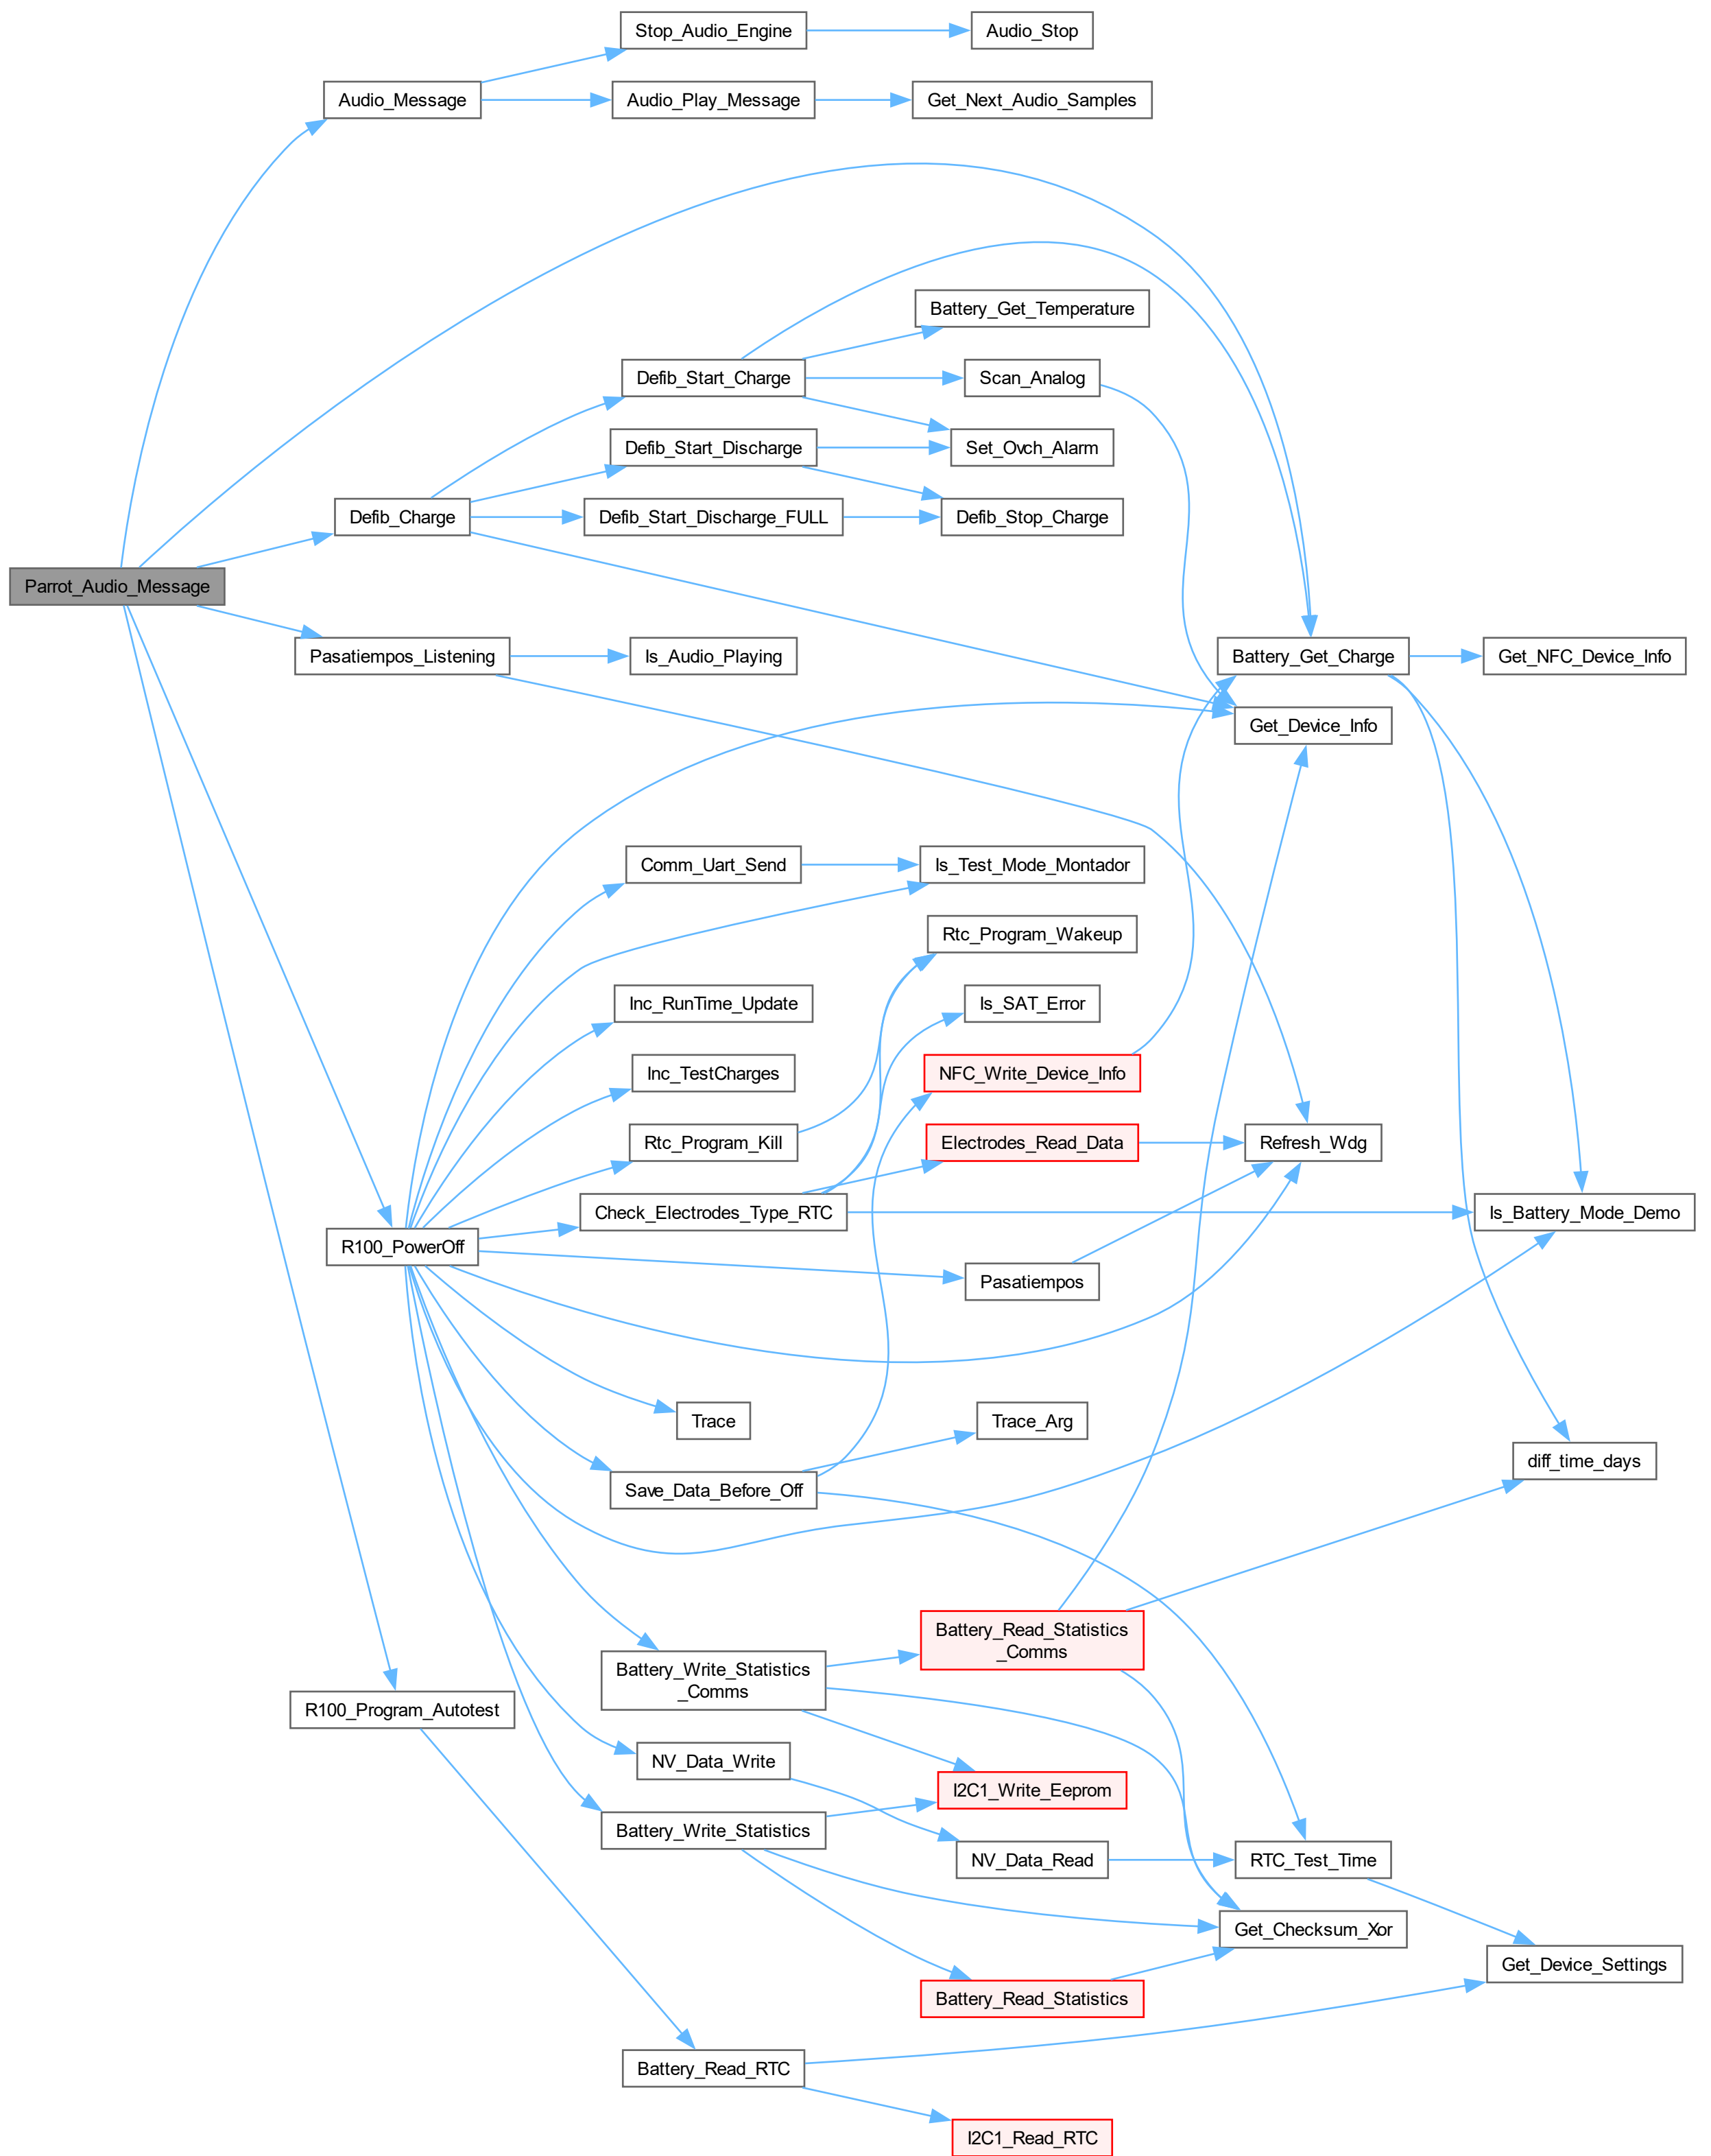 Stop_Audio_Engine
Audio_Stop
Audio_Message
Audio_Play_Message
Get_Next_Audio_Samples
Battery_Get_Temperature
Defib_Start_Charge
Scan_Analog
Defib_Start_Discharge
Set_Ovch_Alarm
Defib_Charge
Defib_Start_Discharge_FULL
Defib_Stop_Charge
Parrot_Audio_Message
Pasatiempos_Listening
Is_Audio_Playing
Battery_Get_Charge
Get_NFC_Device_Info
Get_Device_Info
Comm_Uart_Send
Is_Test_Mode_Montador
Rtc_Program_Wakeup
Inc_RunTime_Update
Is_SAT_Error
Inc_TestCharges
NFC_Write_Device_Info
Rtc_Program_Kill
Electrodes_Read_Data
Refresh_Wdg
Check_Electrodes_Type_RTC
Is_Battery_Mode_Demo
R100_PowerOff
Pasatiempos
Trace
Trace_Arg
diff_time_days
Save_Data_Before_Off
Battery_Read_Statistics
_Comms
Battery_Write_Statistics
_Comms
R100_Program_Autotest
NV_Data_Write
I2C1_Write_Eeprom
Battery_Write_Statistics
NV_Data_Read
RTC_Test_Time
Get_Checksum_Xor
Get_Device_Settings
Battery_Read_Statistics
Battery_Read_RTC
I2C1_Read_RTC